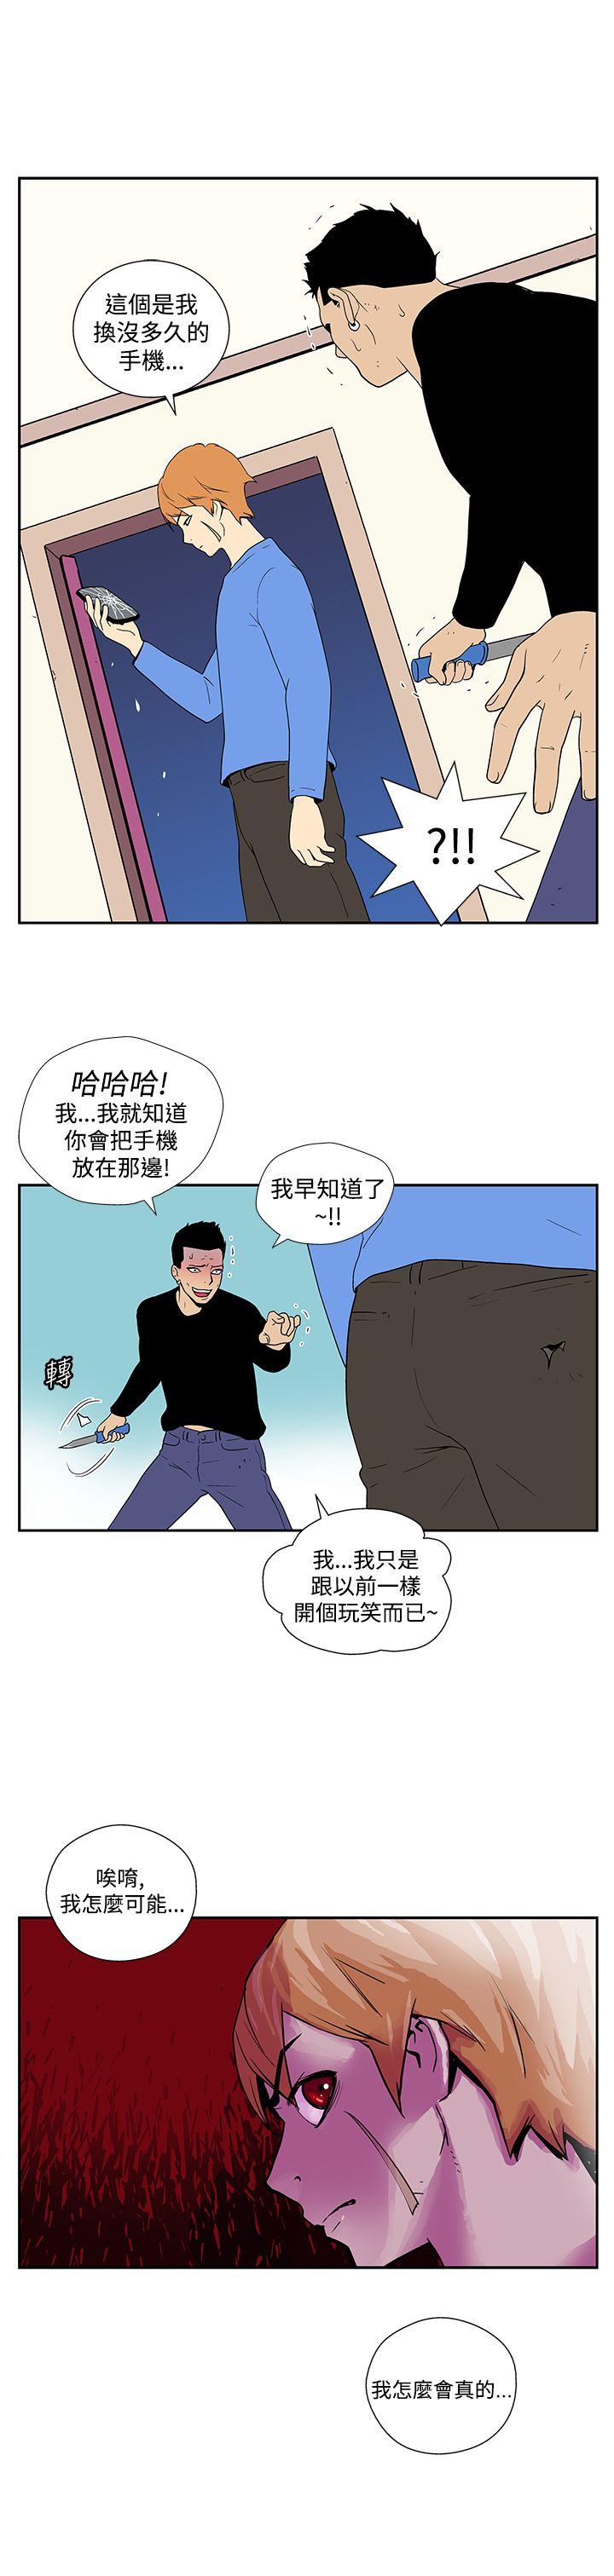 這個是我
換沒多久的
手機...
?!!
哈哈哈!
我...我就知道
你會把手機
放在那邊!
我早知道了
~!!
轉
我...我只是
跟以前一樣
開個玩笑而已~
唉唷,
我怎麼可能...
我怎麼會真的...